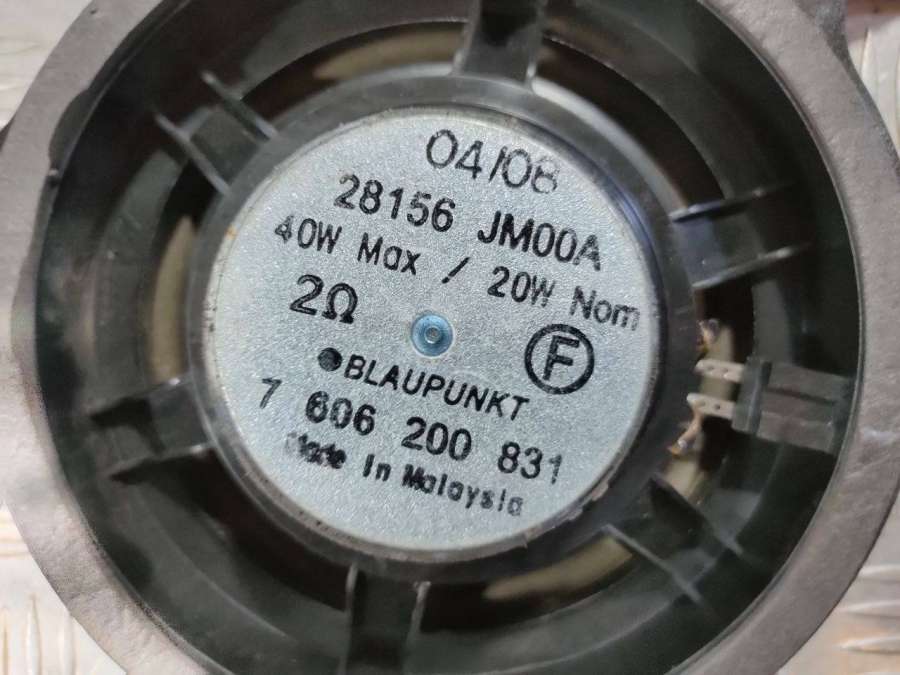 04/08
28156 JM00A
40W Max / 20W Nom
2Ω
F
BLAUPUNKT
7 606 200 831
Made In Malaysia